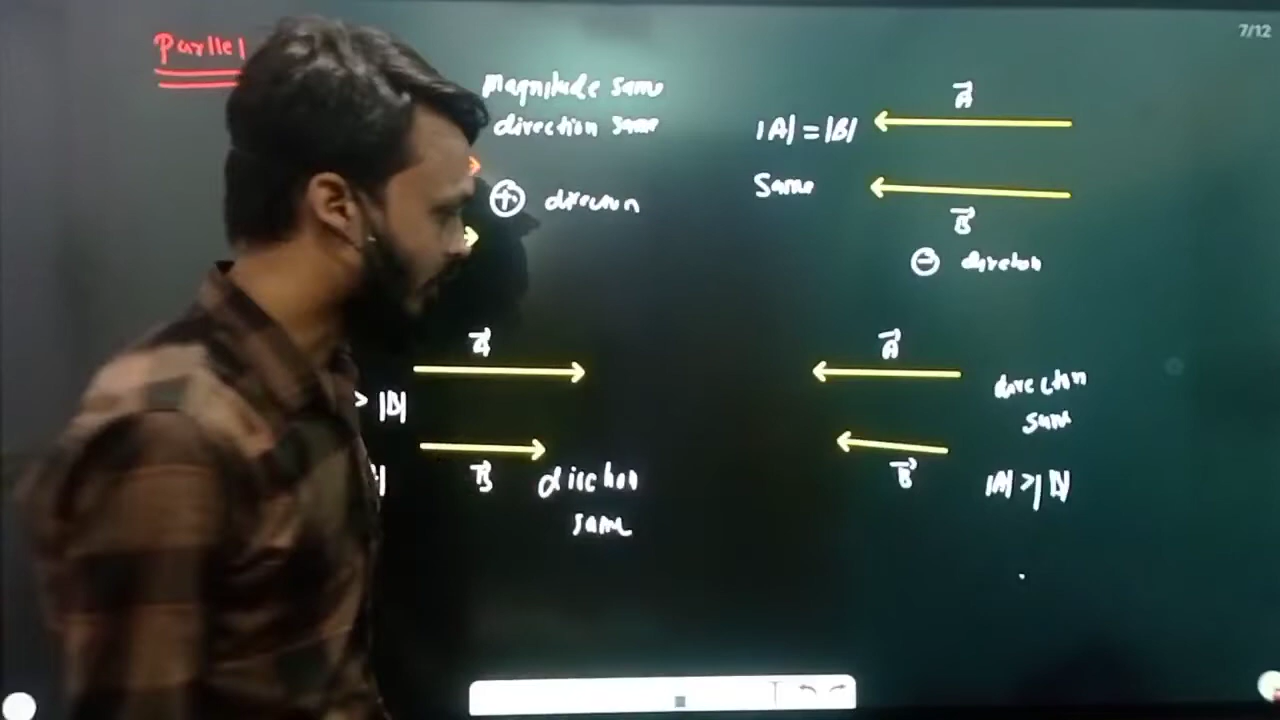 Parllel
7/12
magnitude same
direction same
⊕ direction
A
|A| = |B|
Same
B
⊖ direction
A
> |B|
B
direction
same
A
direction
same
B
|A| > |B|